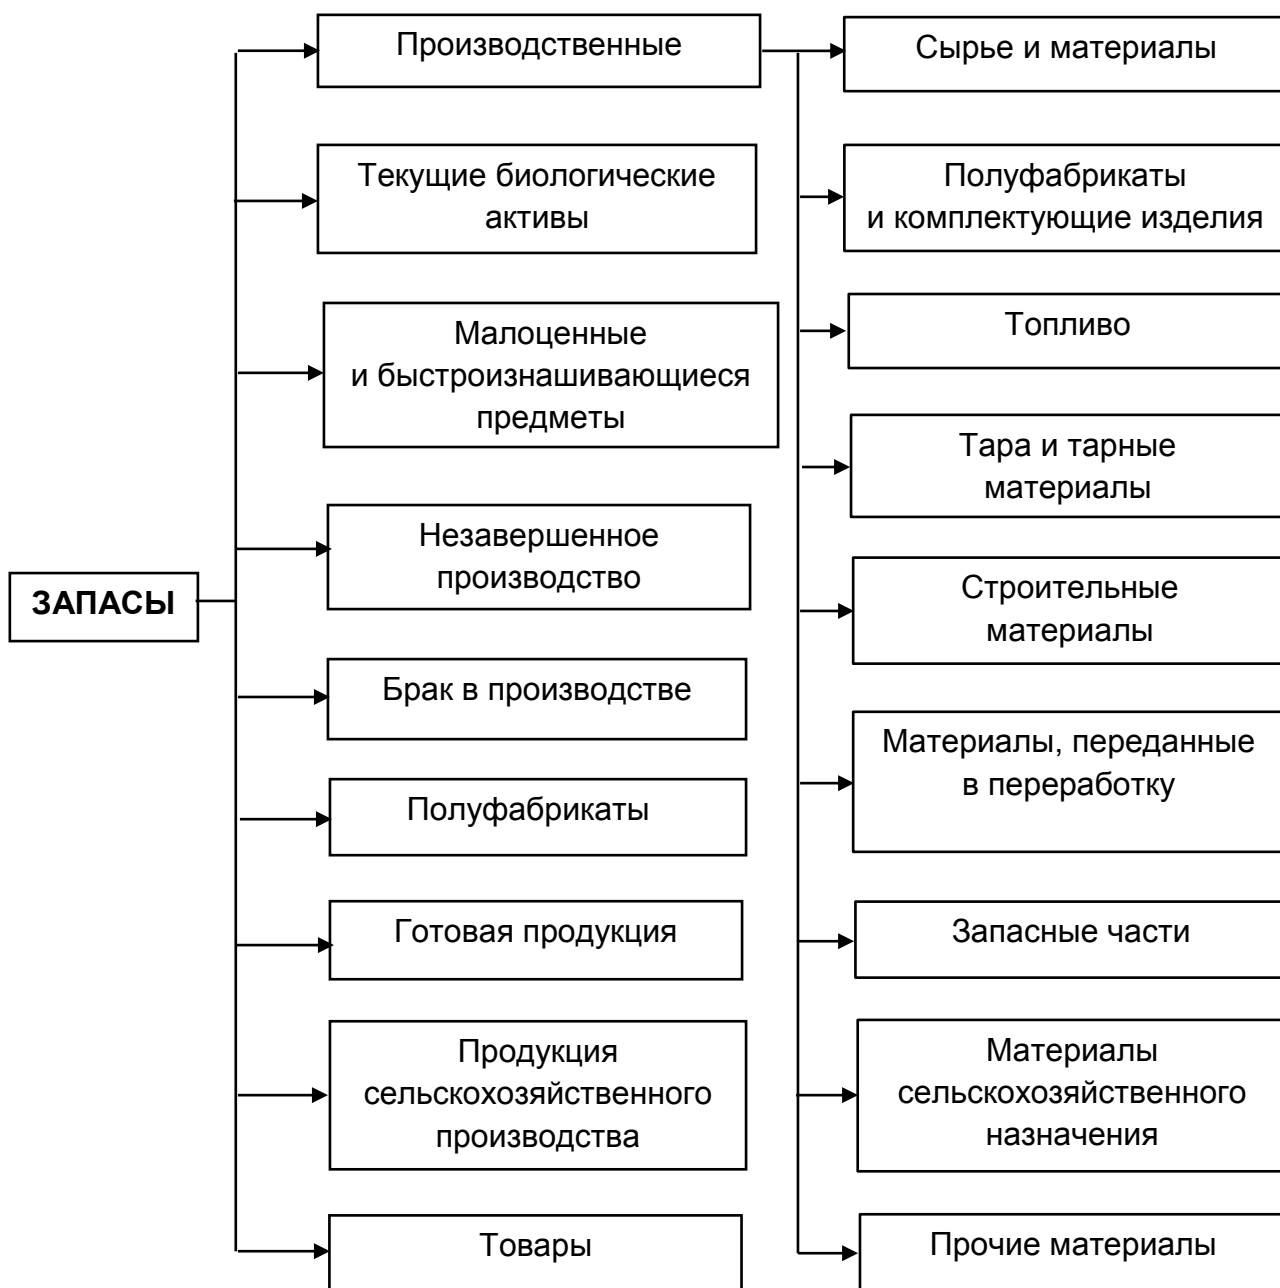 ЗАПАСЫ
Производственные
Текущие биологические
активы
Малоценные
и быстроизнашивающиеся
предметы
Незавершенное
производство
Брак в производстве
Полуфабрикаты
Готовая продукция
Продукция
сельскохозяйственного
производства
Товары
Сырье и материалы
Полуфабрикаты
и комплектующие изделия
Топливо
Тара и тарные
материалы
Строительные
материалы
Материалы, переданные
в переработку
Запасные части
Материалы
сельскохозяйственного
назначения
Прочие материалы